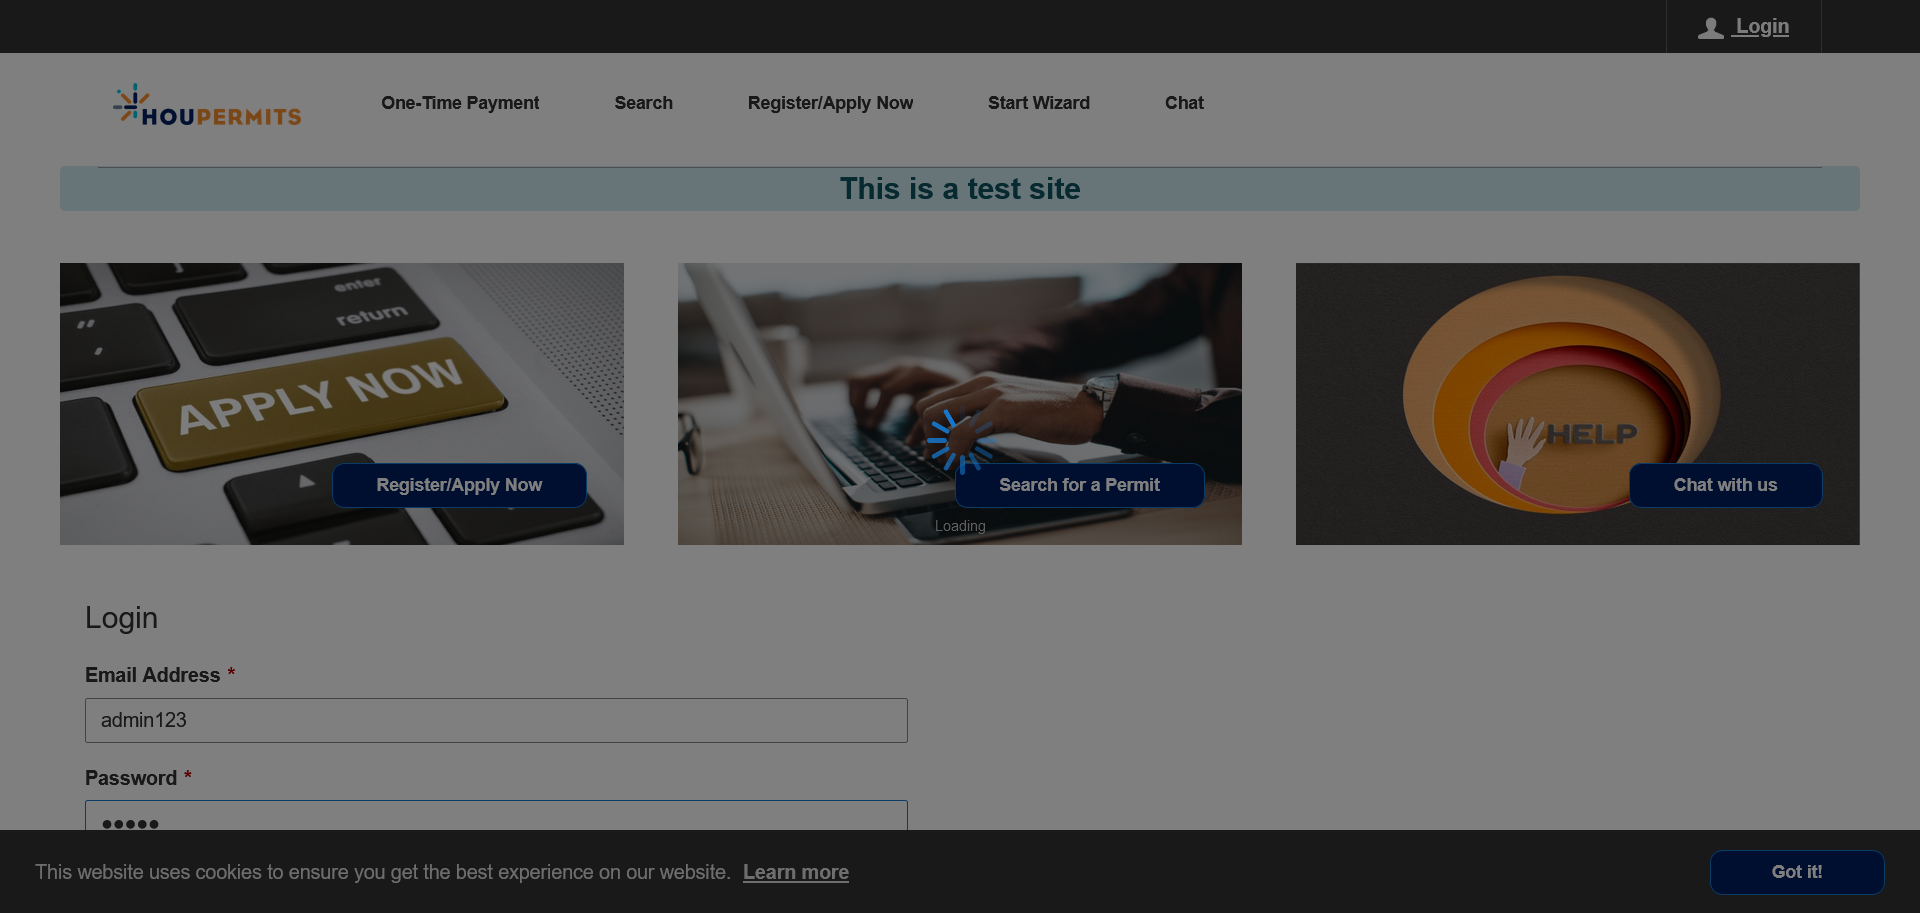 Login
HOUPERMITS
One-Time Payment
Search
Register/Apply Now
Start Wizard
Chat
This is a test site
enter
return
"
,
APPLY NOW
Register/Apply Now
Search for a Permit
Loading
HELP
Chat with us
Login
Email Address *
admin123
Password *
•••••
This website uses cookies to ensure you get the best experience on our website. Learn more
Got it!